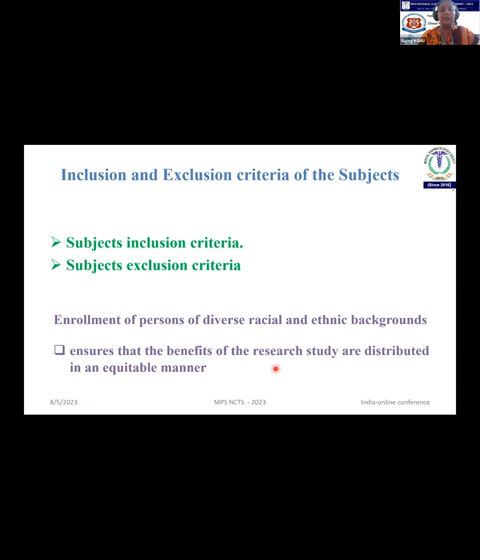 Inclusion and Exclusion criteria of the Subjects
(Since 2016)
➢ Subjects inclusion criteria.
➢ Subjects exclusion criteria
Enrollment of persons of diverse racial and ethnic backgrounds
❑ ensures that the benefits of the research study are distributed
in an equitable manner
8/5/2023 MPS NCTS - 2023 India-online conference